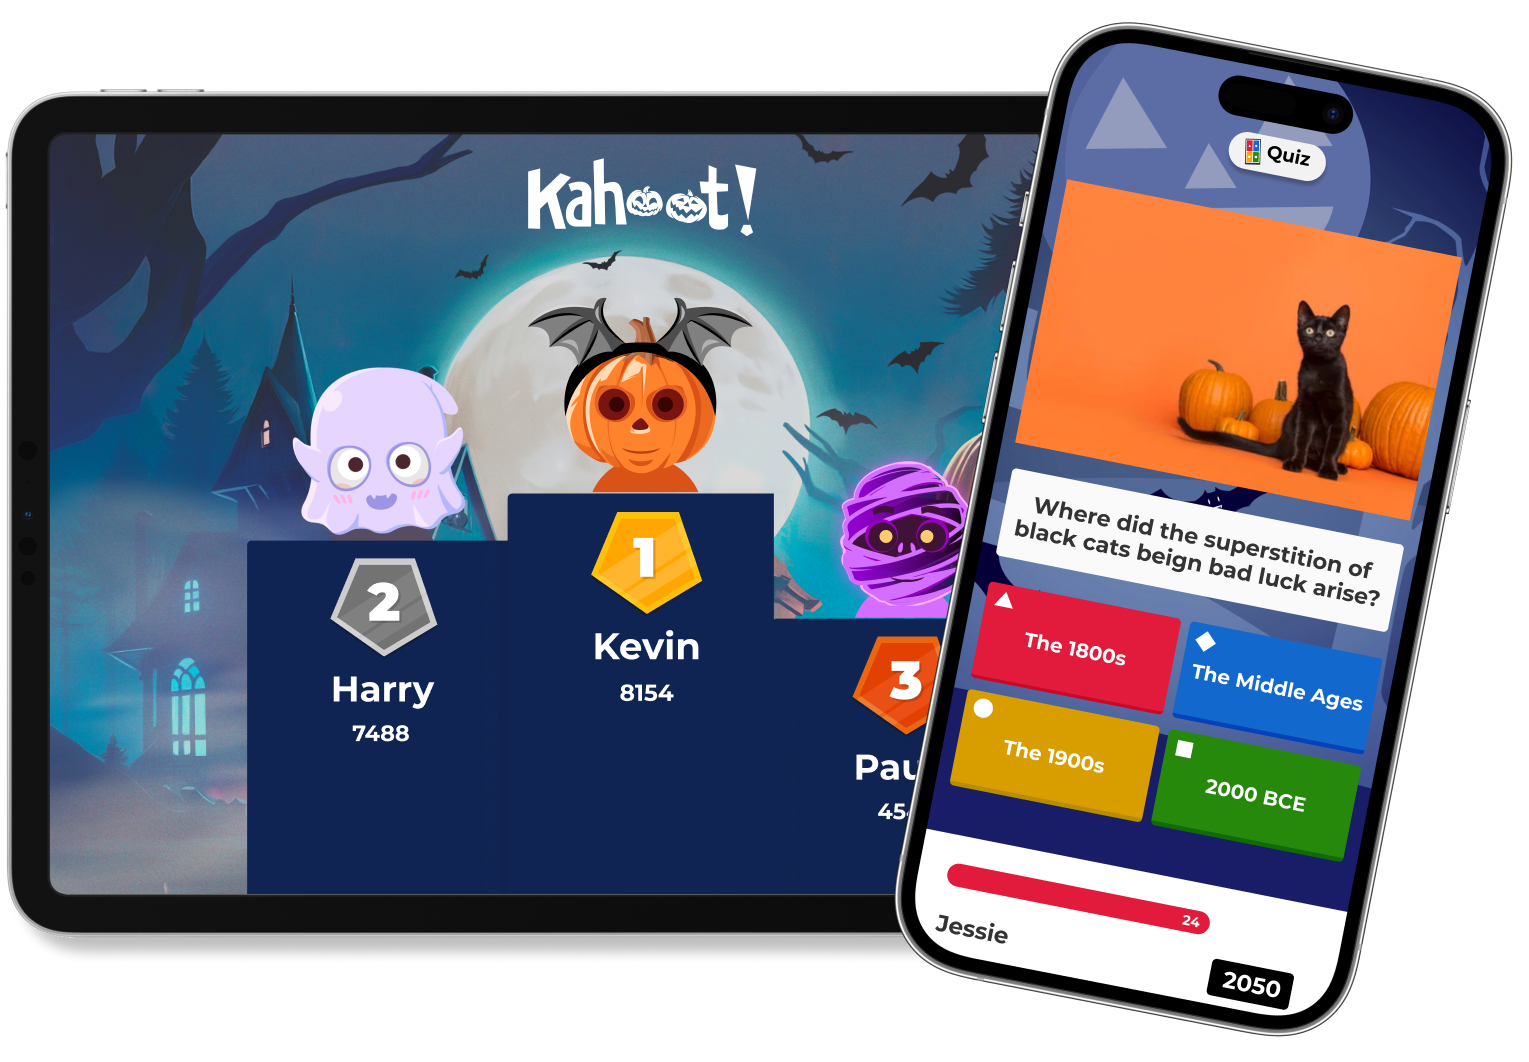 Kahoot!
2
Harry
7488
1
Kevin
8154
3
Quiz
Where did the superstition of
black cats beign bad luck arise?
The 1800s
The Middle Ages
The 1900s
2000 BCE
24
Jessie
2050